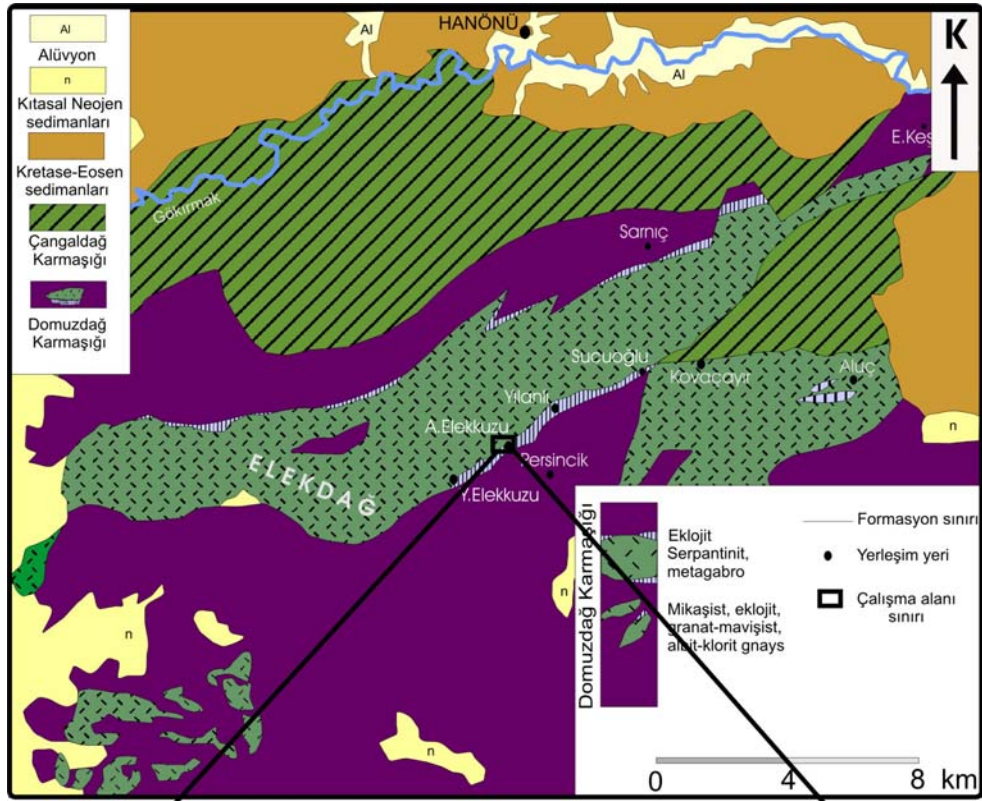 Al
Alüvyon
n
Kıtasal Neojen
sedimanları
Kretase-Eosen
sedimanları
Çangaldağ
Karmaşığı
Domuzdağ
Karmaşığı
HANÖNÜ
Al
Al
K
E.Keş
Gökırmak
Sarnıç
Sucuoğlu
Kovaçayır
Aluç
Yılanlı
A.Elekkuzu
Persincik
Y.Elekkuzu
ELEKDAĞ
n
n
n
n
Domuzdağ Karmaşığı
Eklojit
Serpantinit,
metagabro
Mikaşist, eklojit,
granat-mavişist,
albit-klorit gnays
Formasyon sınırı
Yerleşim yeri
Çalışma alanı
sınırı
0 4 8 km